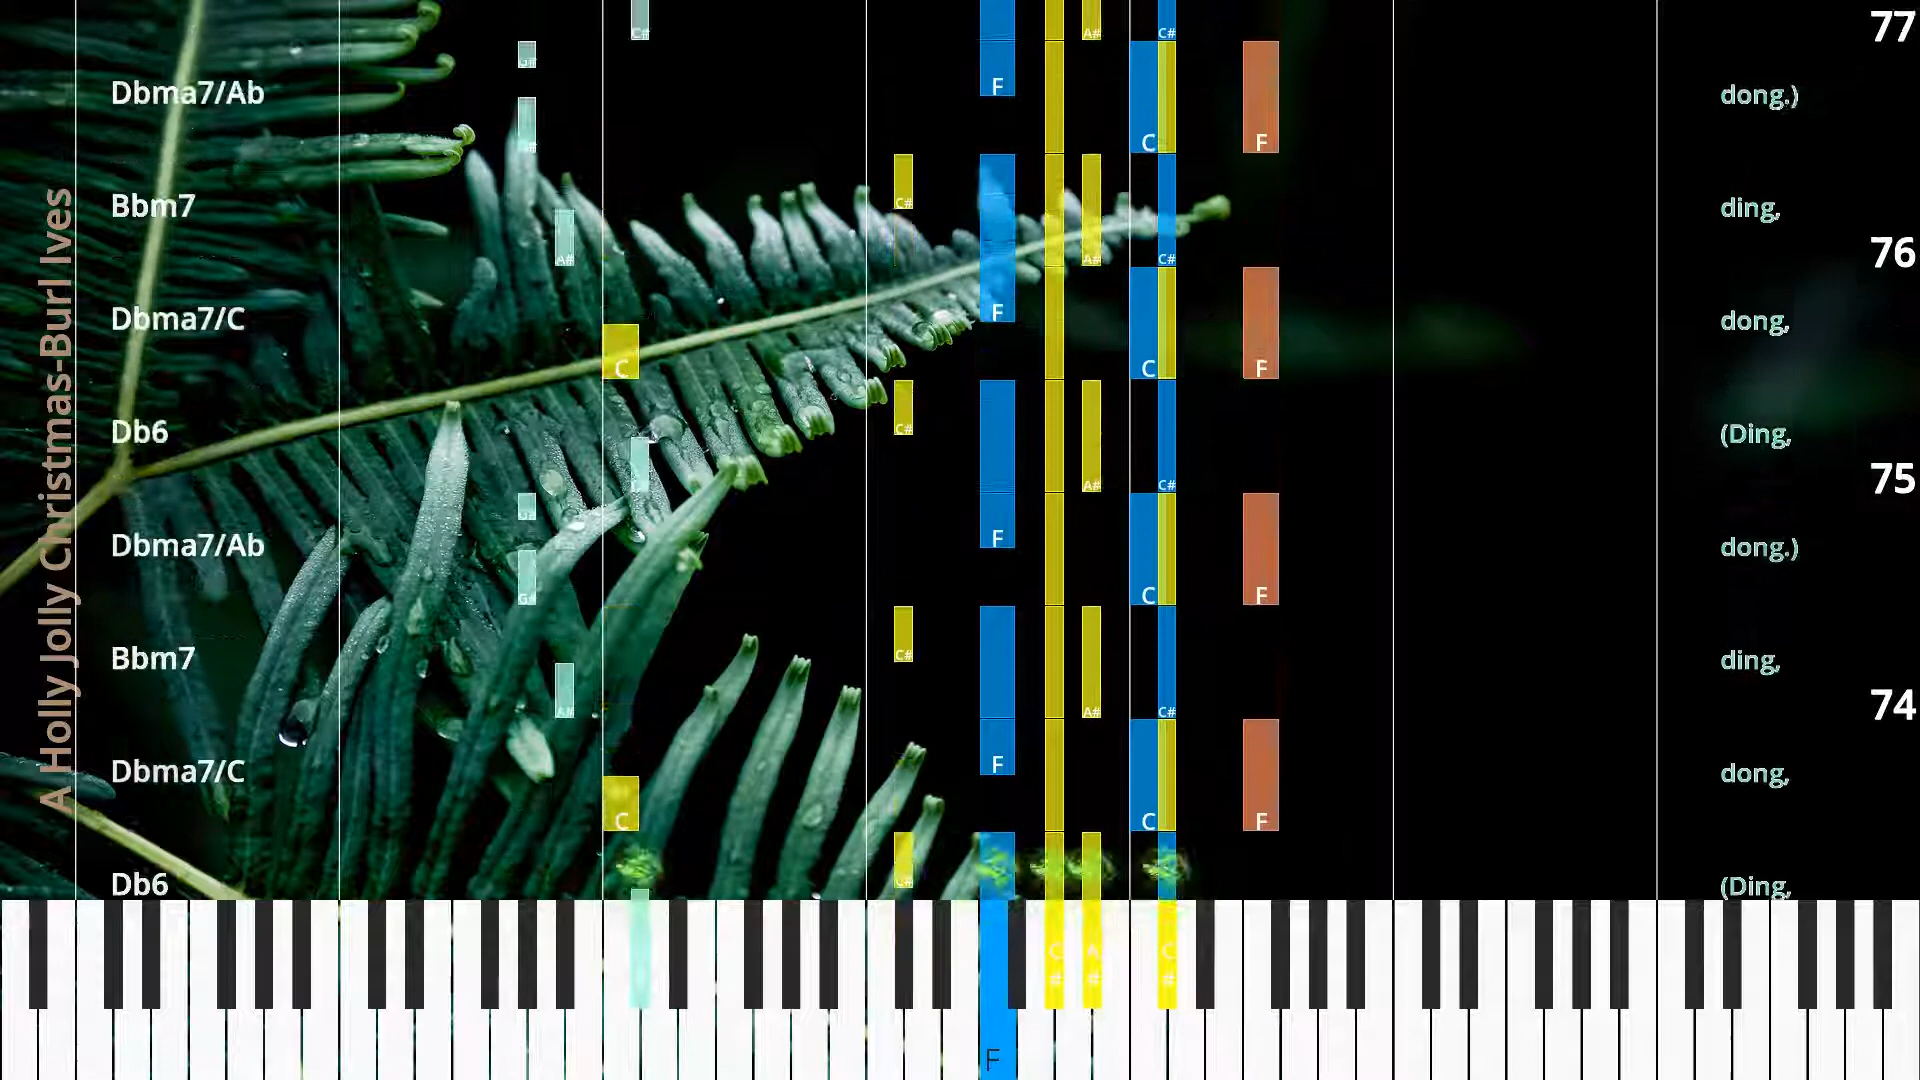 A Holly Jolly Christmas-Burl Ives
77
C# A# C#
G# F
Dbma7/Ab dong.)
C F
Bbm7 ding,
C#
76
A# A# C#
F
Dbma7/C dong,
C C F
Db6 C# (Ding,
75
A# C#
F
Dbma7/Ab dong.)
G# C F
Bbm7 C# ding,
74
A# A# C#
F
Dbma7/C dong,
C C F
Db6 C# (Ding,
C A C
# # #
F